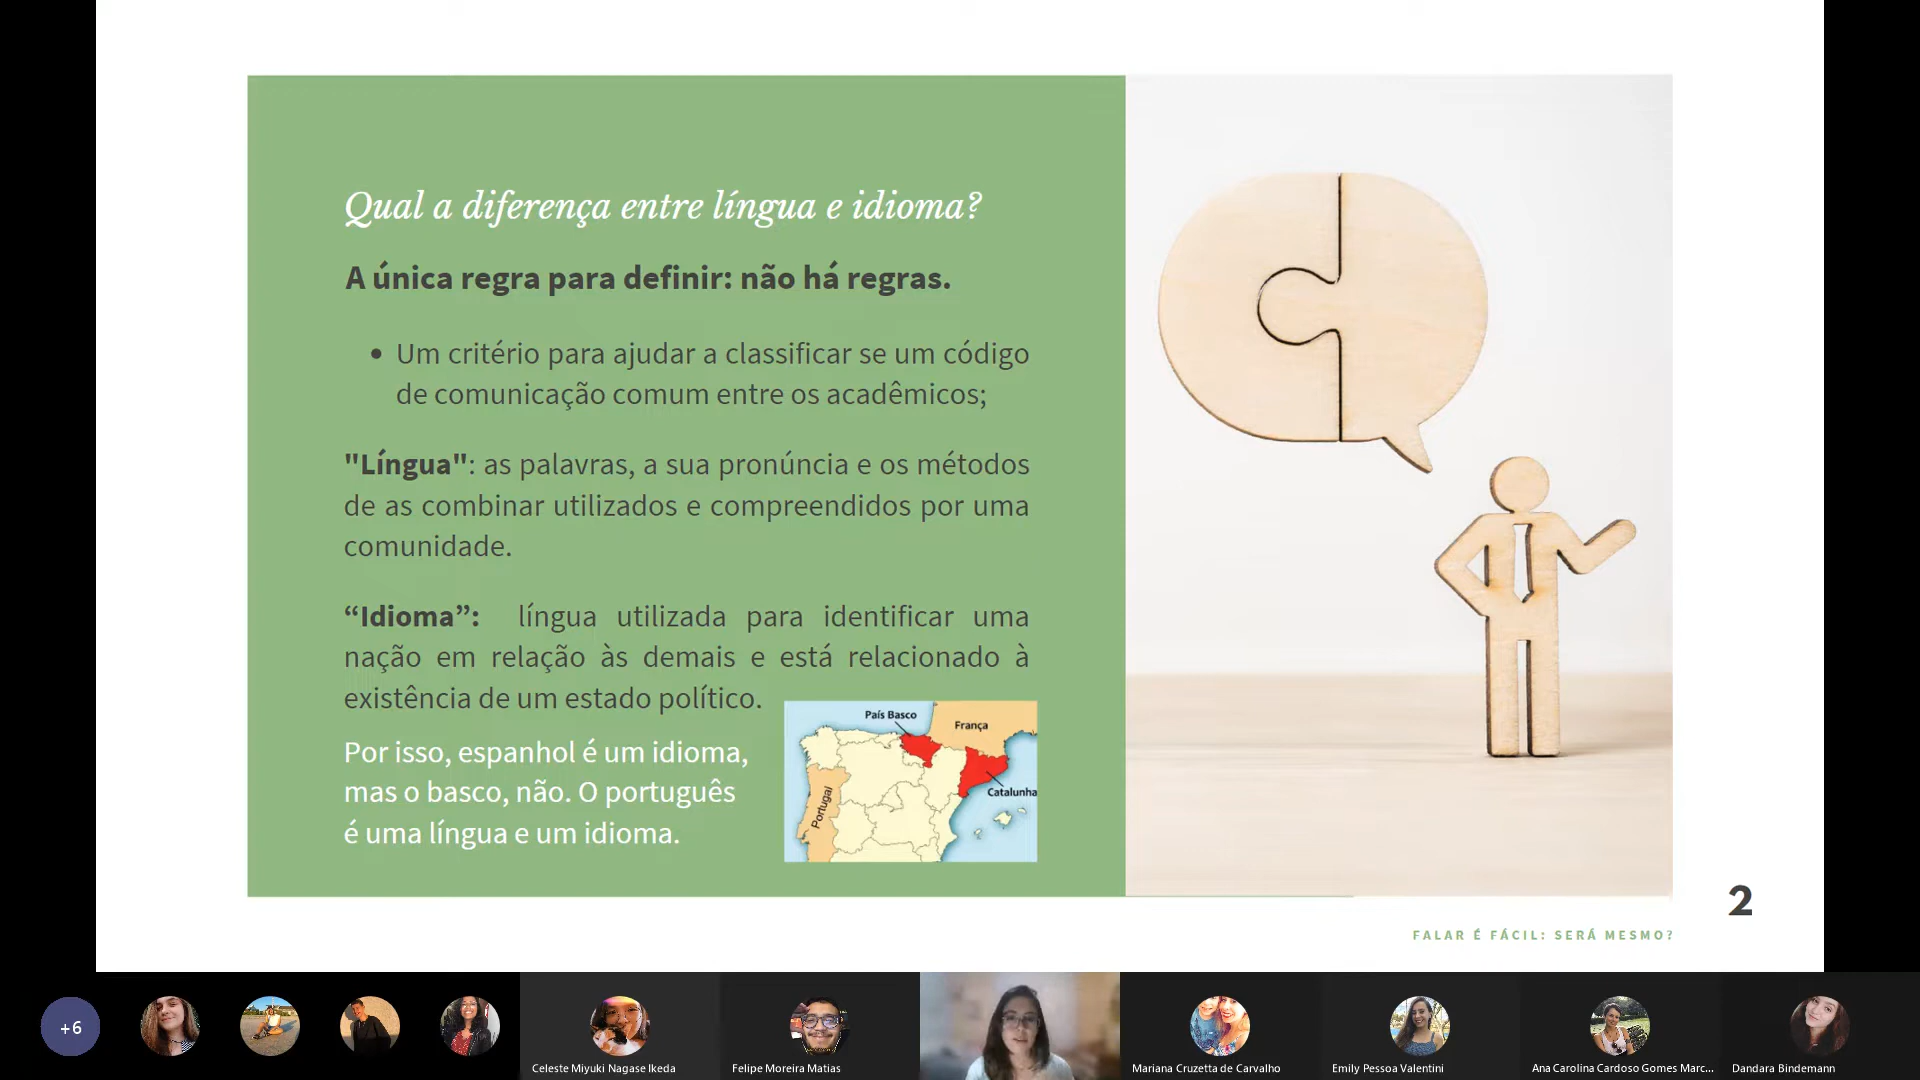 Qual a diferença entre língua e idioma?
A única regra para definir: não há regras.
• Um critério para ajudar a classificar se um código
de comunicação comum entre os acadêmicos;
"Língua": as palavras, a sua pronúncia e os métodos
de as combinar utilizados e compreendidos por uma
comunidade.
“Idioma”: língua utilizada para identificar uma
nação em relação às demais e está relacionado à
existência de um estado político.
Por isso, espanhol é um idioma,
mas o basco, não. O português
é uma língua e um idioma.
País Basco
França
Portugal
Catalunha
2
FALAR É FÁCIL: SERÁ MESMO?
+6
Celeste Miyuki Nagase Ikeda
Felipe Moreira Matias
Mariana Cruzetta de Carvalho
Emily Pessoa Valentini
Ana Carolina Cardoso Gomes Marc...
Dandara Bindemann